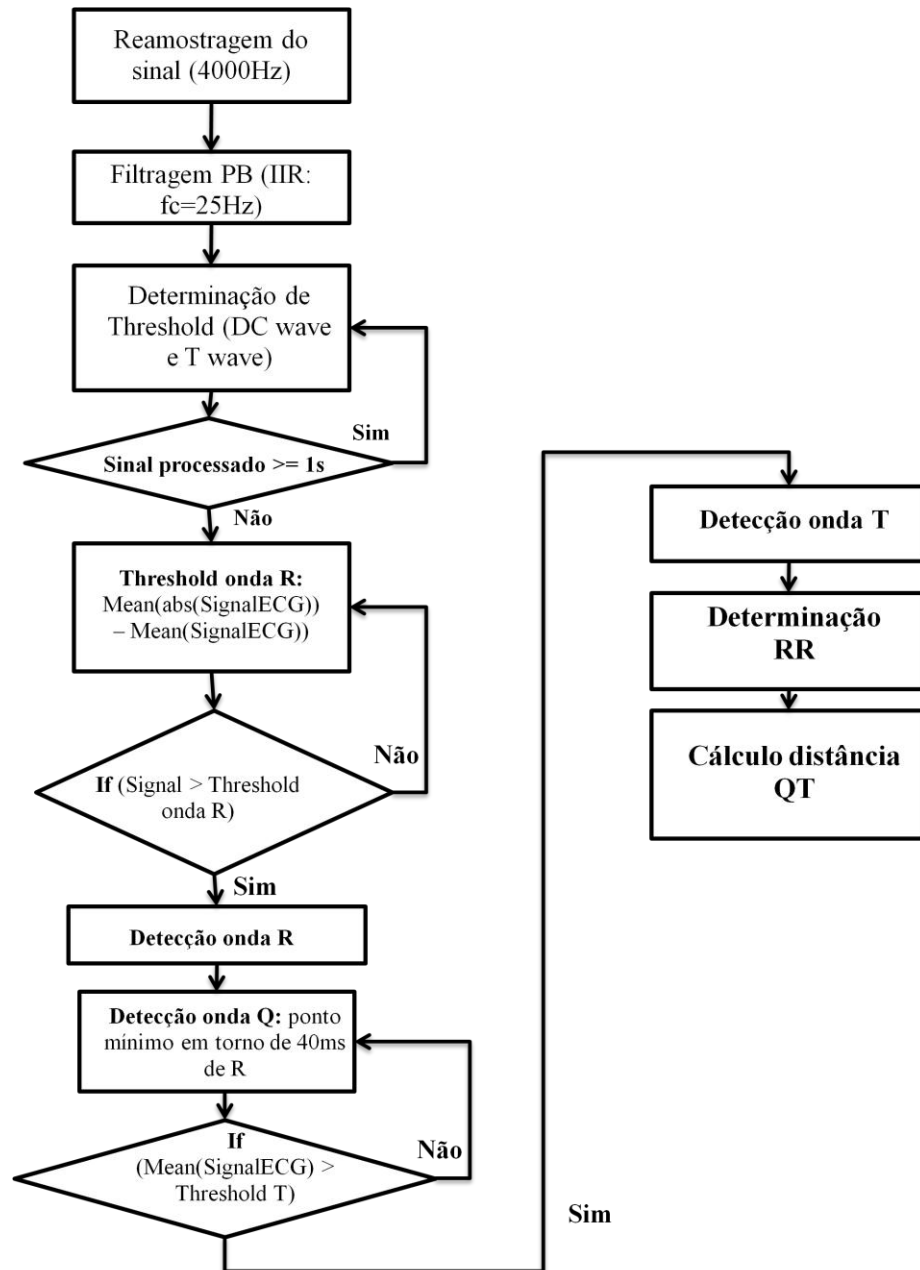 Reamostragem do
sinal (4000Hz)
Filtragem PB (IIR:
fc=25Hz)
Determinação de
Threshold (DC wave
e T wave)
Sim
Sinal processado >= 1s
Não
Threshold onda R:
Mean(abs(SignalECG))
– Mean(SignalECG))
Não
If (Signal > Threshold
onda R)
Sim
Detecção onda R
Detecção onda Q: ponto
mínimo em torno de 40ms
de R
If
Não
(Mean(SignalECG) >
Threshold T)
Sim
Detecção onda T
Determinação
RR
Cálculo distância
QT